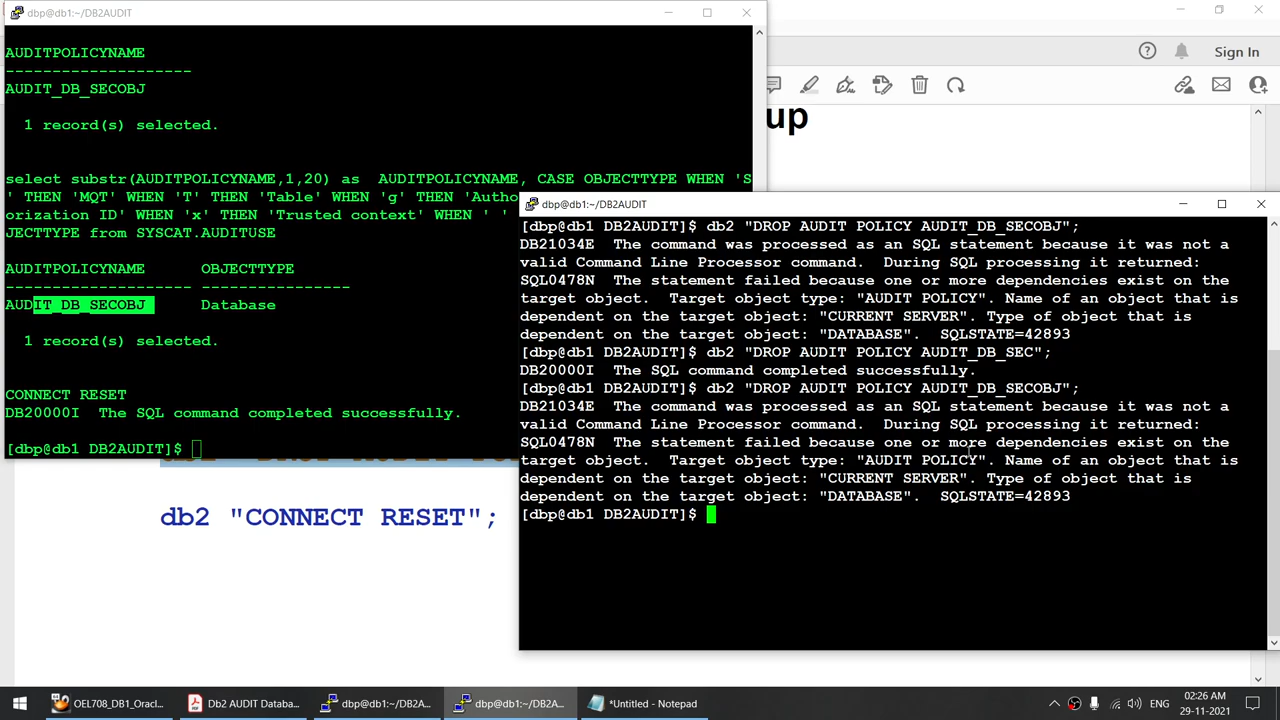 dbp@db1:~/DB2AUDIT
AUDITPOLICYNAME
--------------------
AUDIT_DB_SECOBJ
1 record(s) selected.
select substr(AUDITPOLICYNAME,1,20) as  AUDITPOLICYNAME, CASE OBJECTTYPE WHEN 'S
' THEN 'MQT' WHEN 'T' THEN 'Table' WHEN 'g' THEN 'Autho
orization ID' WHEN 'x' THEN 'Trusted context' WHEN ' '
JECTTYPE from SYSCAT.AUDITUSE
AUDITPOLICYNAME      OBJECTTYPE
-------------------- ----------------
AUDIT_DB_SECOBJ      Database
1 record(s) selected.
CONNECT RESET
DB20000I  The SQL command completed successfully.
[dbp@db1 DB2AUDIT]$
Sign In
up
db2 "CONNECT RESET";
dbp@db1:~/DB2AUDIT
[dbp@db1 DB2AUDIT]$ db2 "DROP AUDIT POLICY AUDIT_DB_SECOBJ";
DB21034E  The command was processed as an SQL statement because it was not a
valid Command Line Processor command.  During SQL processing it returned:
SQL0478N  The statement failed because one or more dependencies exist on the
target object.  Target object type: "AUDIT POLICY". Name of an object that is
dependent on the target object: "CURRENT SERVER". Type of object that is
dependent on the target object: "DATABASE".  SQLSTATE=42893
[dbp@db1 DB2AUDIT]$ db2 "DROP AUDIT POLICY AUDIT_DB_SEC";
DB20000I  The SQL command completed successfully.
[dbp@db1 DB2AUDIT]$ db2 "DROP AUDIT POLICY AUDIT_DB_SECOBJ";
DB21034E  The command was processed as an SQL statement because it was not a
valid Command Line Processor command.  During SQL processing it returned:
SQL0478N  The statement failed because one or more dependencies exist on the
target object.  Target object type: "AUDIT POLICY". Name of an object that is
dependent on the target object: "CURRENT SERVER". Type of object that is
dependent on the target object: "DATABASE".  SQLSTATE=42893
[dbp@db1 DB2AUDIT]$
OEL708_DB1_Oracl...
Db2 AUDIT Databa...
dbp@db1:~/DB2A...
dbp@db1:~/DB2A...
*Untitled - Notepad
ENG
02:26 AM
29-11-2021